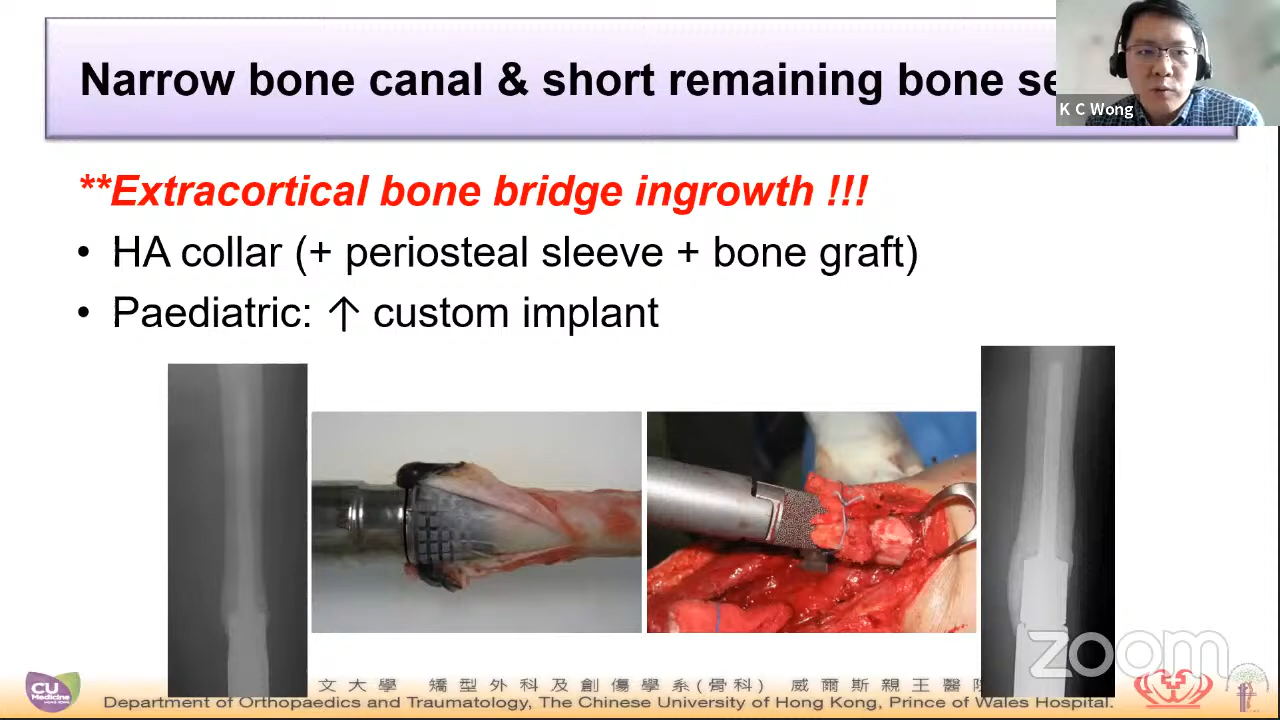 Narrow bone canal & short remaining bone se
K C Wong
**Extracortical bone bridge ingrowth !!!
• HA collar (+ periosteal sleeve + bone graft)
• Paediatric: ↑ custom implant
zoom
文大學 矯型外科及創傷學系(骨科) 威爾斯親王醫院
CU
Medicine
HONG KONG
Department of Orthopaedics and Traumatology, The Chinese University of Hong Kong, Prince of Wales Hospital.